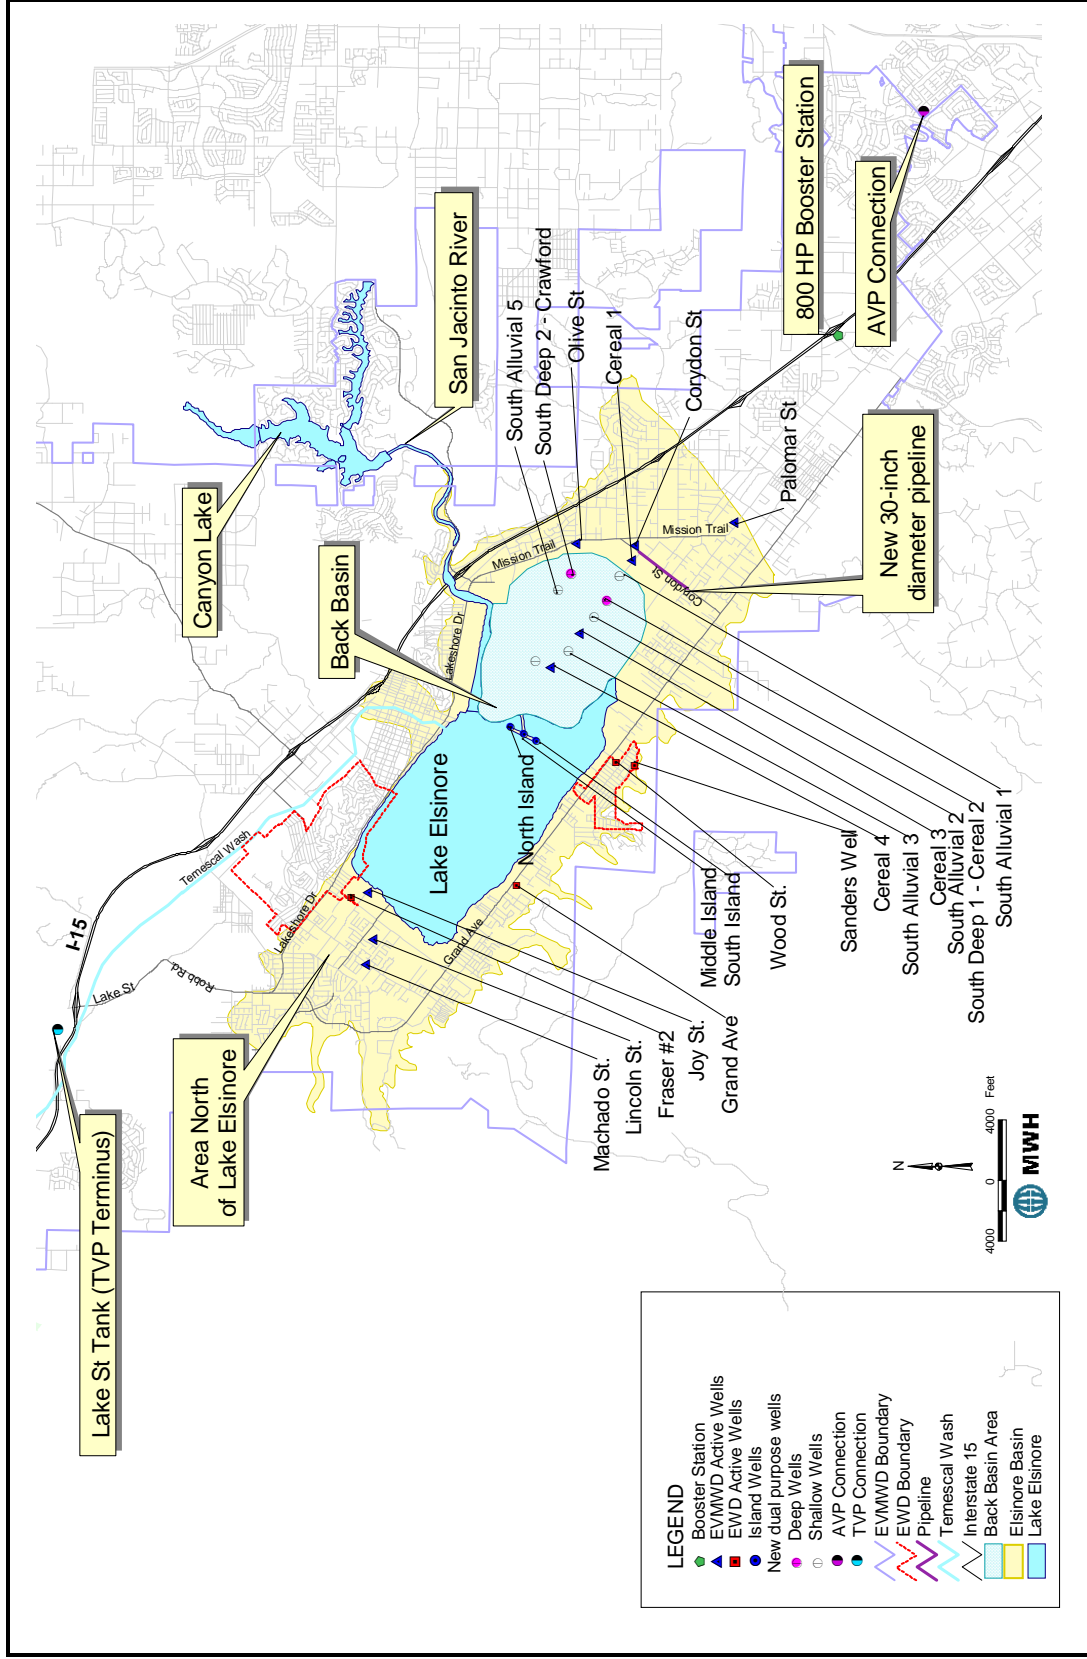 Lake St Tank (TVP Terminus)
I-15
Lake St
Robb Rd.
Temescal Wash
Area North
of Lake Elsinore
Lakeshore Dr
Canyon Lake
San Jacinto River
Back Basin
Lakeshore Dr
Mission Trail
Lake Elsinore
North Island
Grand Ave
South Alluvial 5
South Deep 2 - Crawford
Olive St
Cereal 1
Corydon St
Palomar St
Mission Trail
Corydon St
800 HP Booster Station
AVP Connection
New 30-inch
diameter pipeline
Machado St.
Lincoln St.
Fraser #2
Joy St.
Grand Ave
Middle Island
South Island
Wood St.
Sanders Well
Cereal 4
South Alluvial 3
Cereal 3
South Alluvial 2
South Deep 1 - Cereal 2
South Alluvial 1
N
4000 0 4000 Feet
MWH
LEGEND
Booster Station
EVMWD Active Wells
EWD Active Wells
Island Wells
New dual purpose wells
Deep Wells
Shallow Wells
AVP Connection
TVP Connection
EVMWD Boundary
EWD Boundary
Pipeline
Temescal Wash
Interstate 15
Back Basin Area
Elsinore Basin
Lake Elsinore